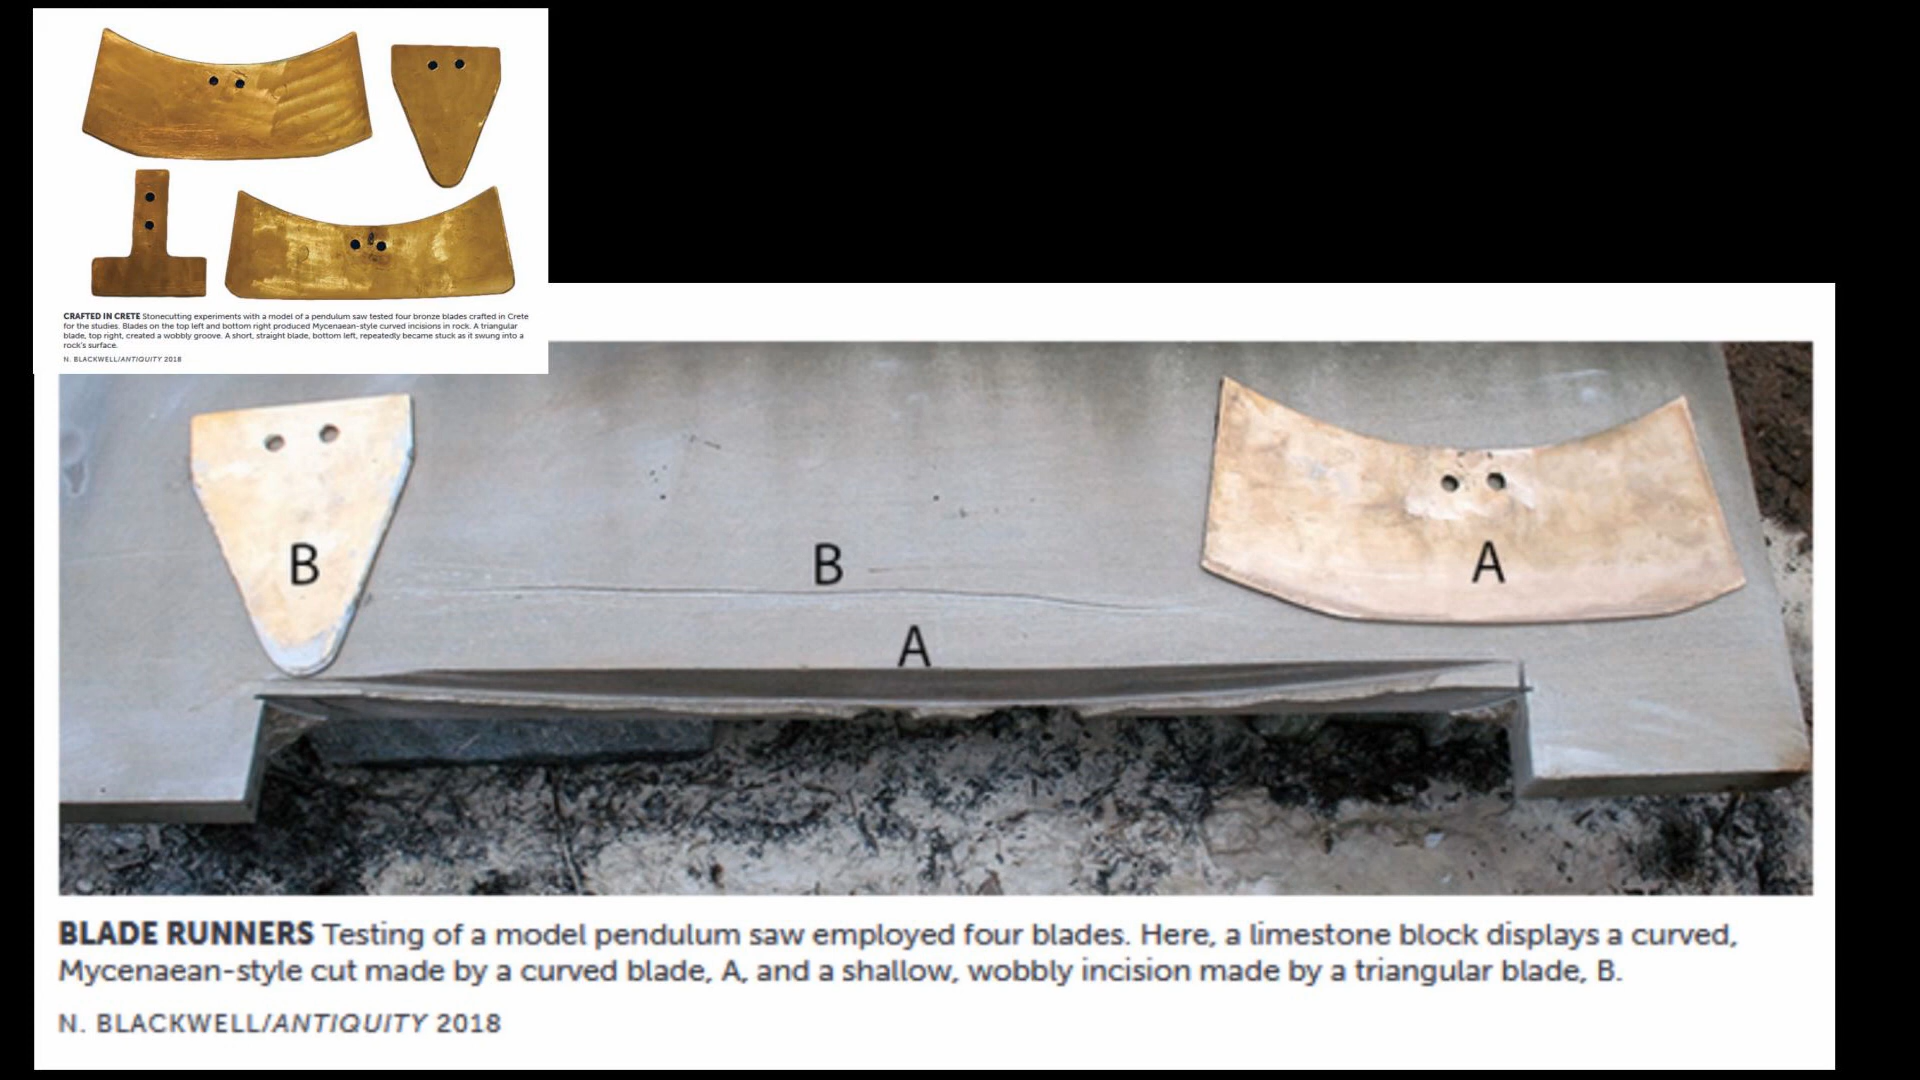 CRAFTED IN CRETE Stonecutting experiments with a model of a pendulum saw tested four bronze blades crafted in Crete
for the studies. Blades on the top left and bottom right produced Mycenaean-style curved incisions in rock. A triangular
blade, top right, created a wobbly groove. A short, straight blade, bottom left, repeatedly became stuck as it swung into a
rock's surface.
N. BLACKWELL/ANTIQUITY 2018
B
B
A
A
BLADE RUNNERS Testing of a model pendulum saw employed four blades. Here, a limestone block displays a curved,
Mycenaean-style cut made by a curved blade, A, and a shallow, wobbly incision made by a triangular blade, B.
N. BLACKWELL/ANTIQUITY 2018